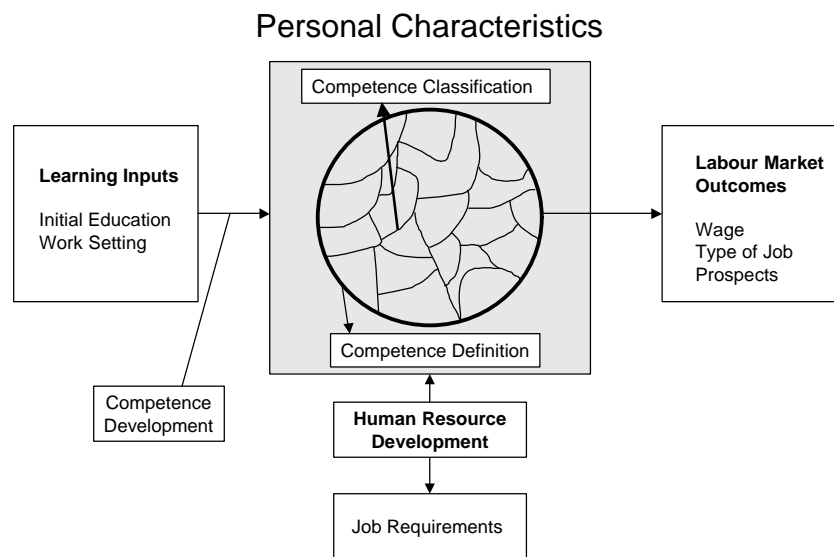 Personal Characteristics
Competence Classification
Learning Inputs
Initial Education
Work Setting
Labour Market
Outcomes
Wage
Type of Job
Prospects
Competence Definition
Competence
Development
Human Resource
Development
Job Requirements